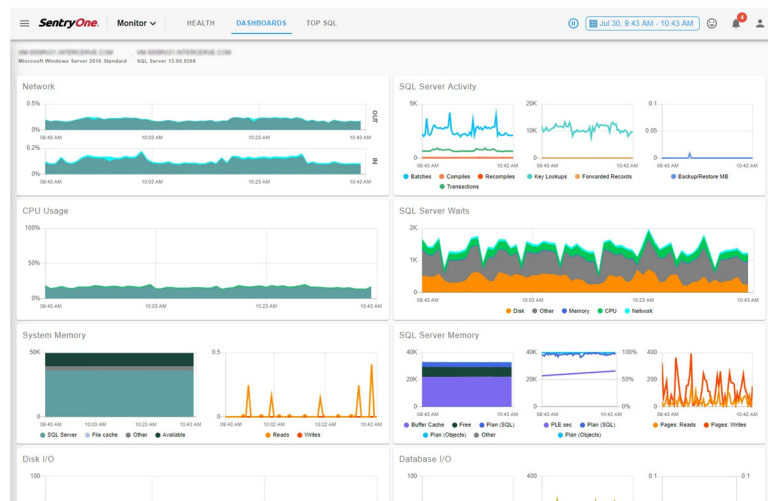 SentryOne. Monitor HEALTH DASHBOARDS TOP SQL Jul 30, 9:43 AM - 10:43 AM 4
Microsoft Windows Server 2016 Standard SQL Server 13.00.5366
Network
0.5%
0%
OUT
09:43 AM 10:03 AM 10:23 AM 10:43 AM
0.2%
0%
IN
09:43 AM 10:03 AM 10:23 AM 10:43 AM
SQL Server Activity
5K
0
09:43 AM 10:42 AM
Batches Compiles Recompiles
Transactions
20K
10K
0
09:43 AM 10:42 AM
Key Lookups Forwarded Records
0.1
0.05
0
09:43 AM 10:42 AM
Backup/Restore MB
CPU Usage
100%
50%
0%
09:43 AM 10:03 AM 10:23 AM 10:43 AM
SQL Server Waits
2K
1K
0
09:43 AM 10:03 AM 10:23 AM 10:43 AM
Disk Other Memory CPU Network
System Memory
50K
0
09:43 AM 10:03 AM 10:23 AM 10:43 AM
SQL Server File cache Other Available
0.5
0
09:43 AM 10:03 AM 10:22 AM 10:42 AM
Reads Writes
SQL Server Memory
40K
20K
0
09:43 AM 10:43 AM
Buffer Cache Free Plan (SQL)
Plan (Objects) Other
40K 100%
20K 50%
0 0%
09:43 AM 10:43 AM
PLE sec Plan (SQL)
Plan (Objects)
400
200
0
09:43 AM 10:42 AM
Pages: Reads Pages: Writes
Disk I/O
100
Database I/O
100
400
0.1 0.1